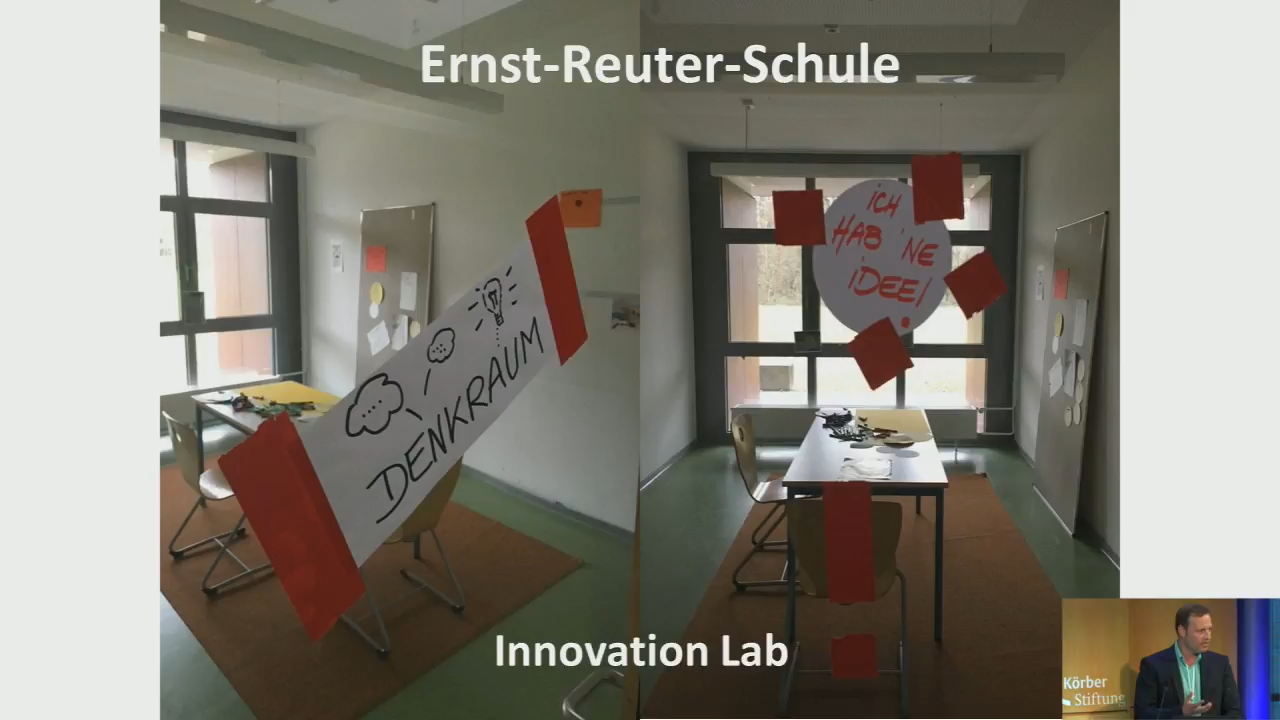 Ernst-Reuter-Schule
DENKRAUM
ICH
HAB 'NE
IDEE!
Innovation Lab
Körber
Stiftung